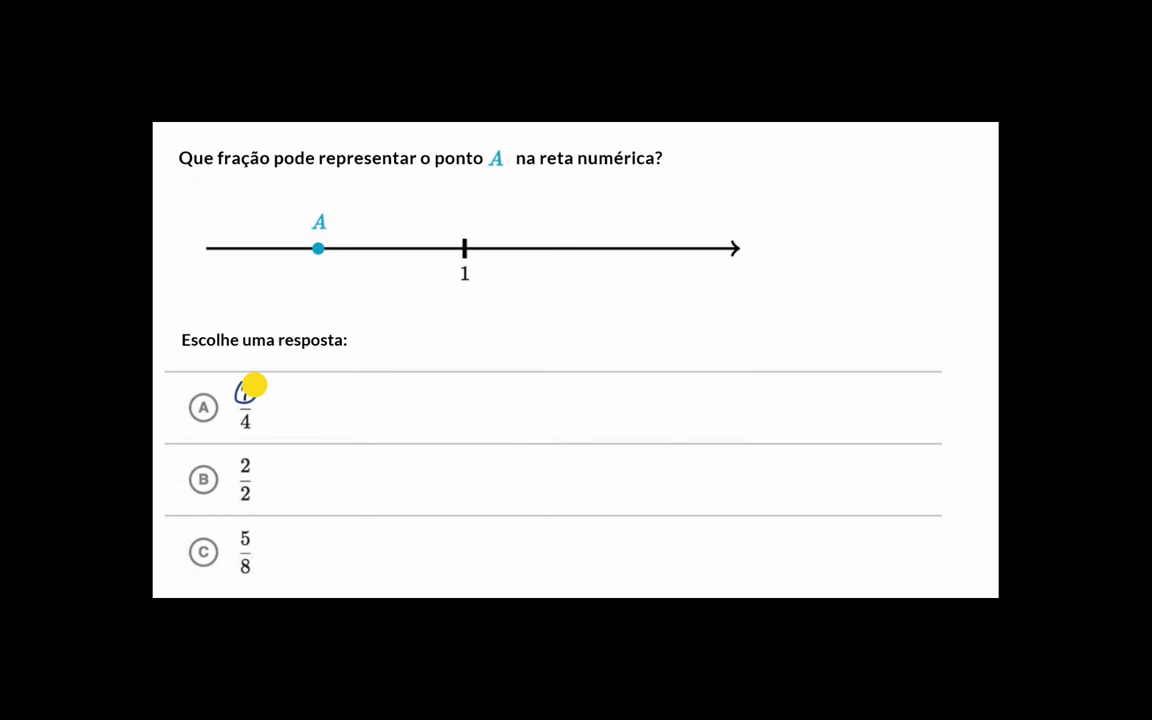 Que fração pode representar o ponto A na reta numérica?
A
1
Escolhe uma resposta:
A
4
B
2
2
C
5
8